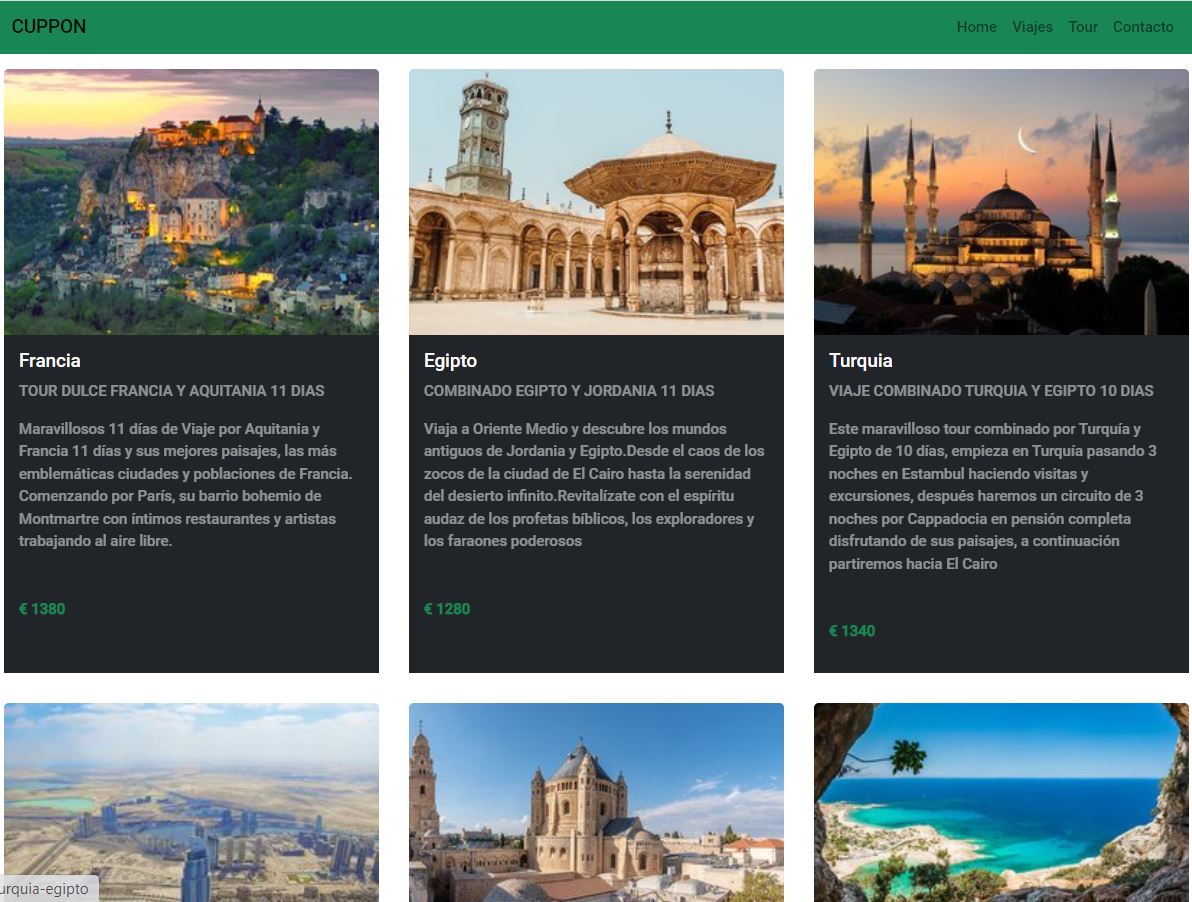 CUPPON
Home Viajes Tour Contacto
Francia
TOUR DULCE FRANCIA Y AQUITANIA 11 DIAS
Maravillosos 11 días de Viaje por Aquitania y
Francia 11 días y sus mejores paisajes, las más
emblemáticas ciudades y poblaciones de Francia.
Comenzando por París, su barrio bohemio de
Montmartre con íntimos restaurantes y artistas
trabajando al aire libre.
€ 1380
Egipto
COMBINADO EGIPTO Y JORDANIA 11 DIAS
Viaja a Oriente Medio y descubre los mundos
antiguos de Jordania y Egipto.Desde el caos de los
zocos de la ciudad de El Cairo hasta la serenidad
del desierto infinito.Revitalízate con el espíritu
audaz de los profetas bíblicos, los exploradores y
los faraones poderosos
€ 1280
Turquia
VIAJE COMBINADO TURQUIA Y EGIPTO 10 DIAS
Este maravilloso tour combinado por Turquía y
Egipto de 10 días, empieza en Turquía pasando 3
noches en Estambul haciendo visitas y
excursiones, después haremos un circuito de 3
noches por Cappadocia en pensión completa
disfrutando de sus paisajes, a continuación
partiremos hacia El Cairo
€ 1340
urquia-egipto